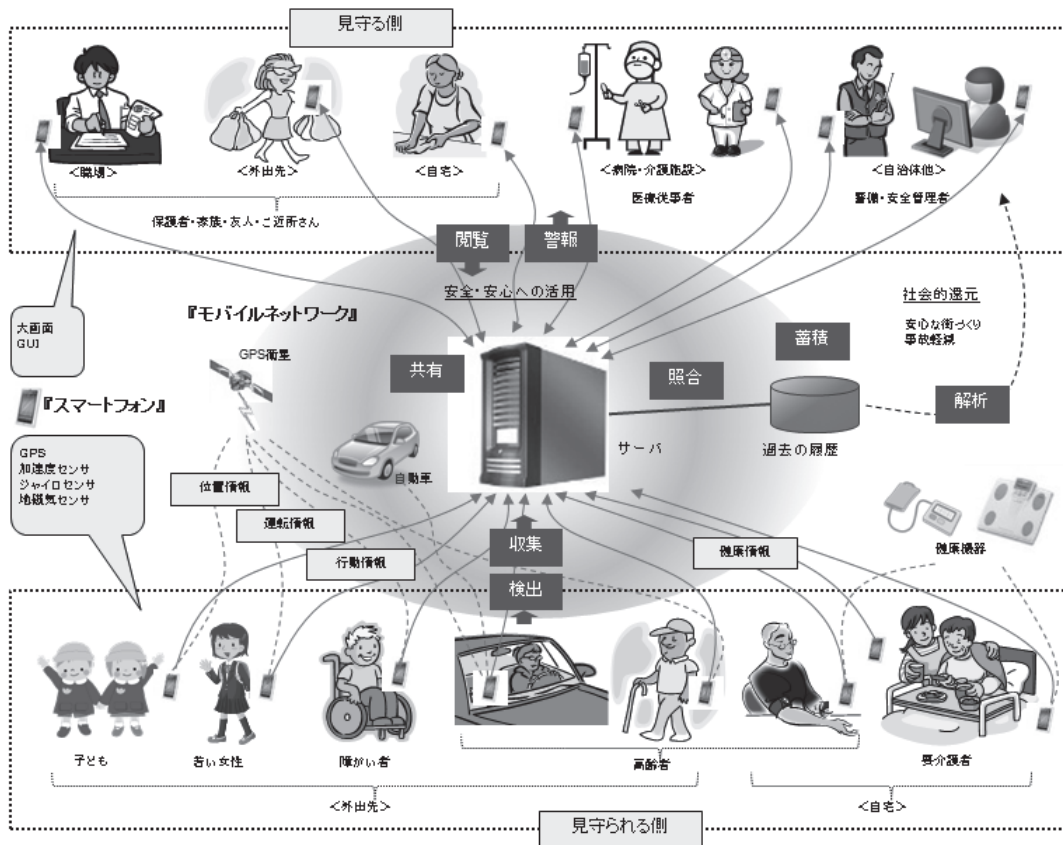 見守る側
<職場>
<外出先>
<自宅>
<病院・介護施設>
<自治体他>
保護者・家族・友人・ご近所さん
医療従事者
警備・安全管理者
閲覧
警報
安全・安心への活用
社会的還元
安心な街づくり
事故軽減
大画面
GUI
『モバイルネットワーク』
GPS衛星
共有
照合
蓄積
解析
『スマートフォン』
サーバ
過去の履歴
GPS
加速度センサ
ジャイロセンサ
地磁気センサ
自動車
位置情報
運転情報
行動情報
収集
健康情報
健康機器
検出
子ども
若い女性
障がい者
高齢者
要介護者
<外出先>
<自宅>
見守られる側